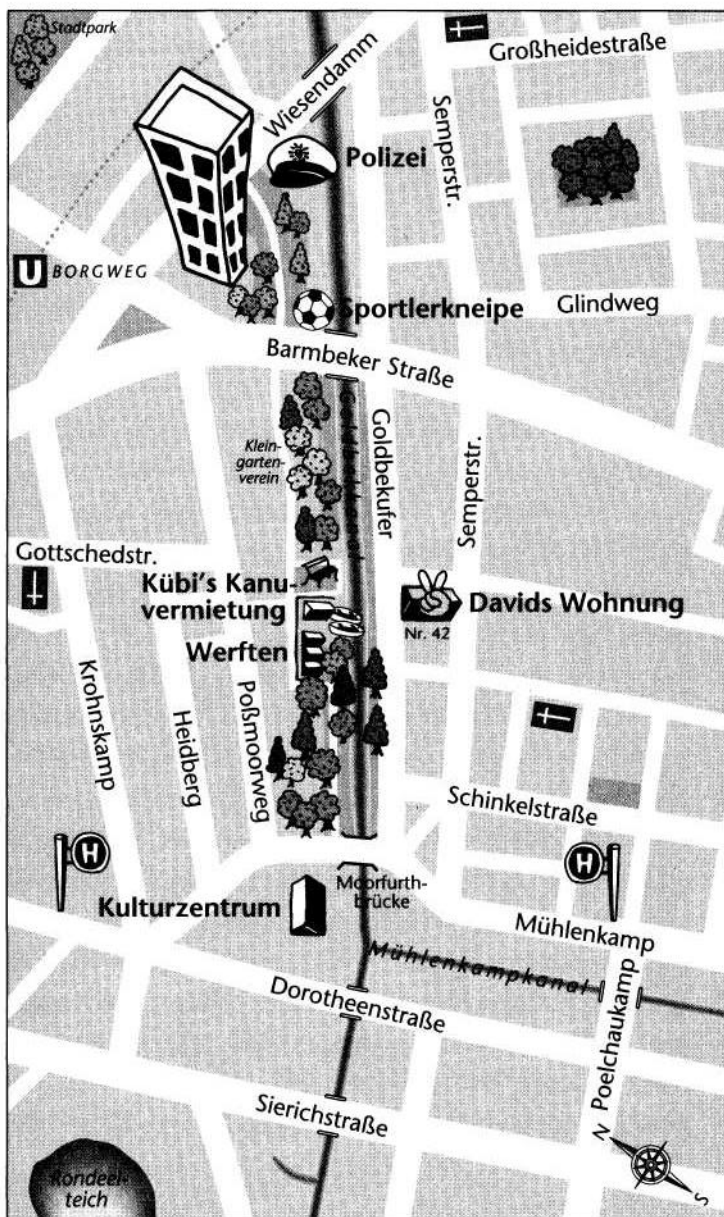 Stadtpark
Großheidestraße
Wiesendamm
Semperstr.
Polizei
U BORGWEG
Sportlerkneipe
Glindweg
Barmbeker Straße
Klein-
garten-
verein
Goldbekufer
Semperstr.
Gottschedstr.
Kübi's Kanu-
vermietung
Davids Wohnung
Nr. 42
Werften
Krohnskamp
Heidberg
Poßmoorweg
Schinkelstraße
H
H
Kulturzentrum
Moorfurth-
brücke
Mühlenkamp
Mühlenkampkanal
Dorotheenstraße
Poelchaukamp
Sierichstraße
N
S
Rondeel-
teich